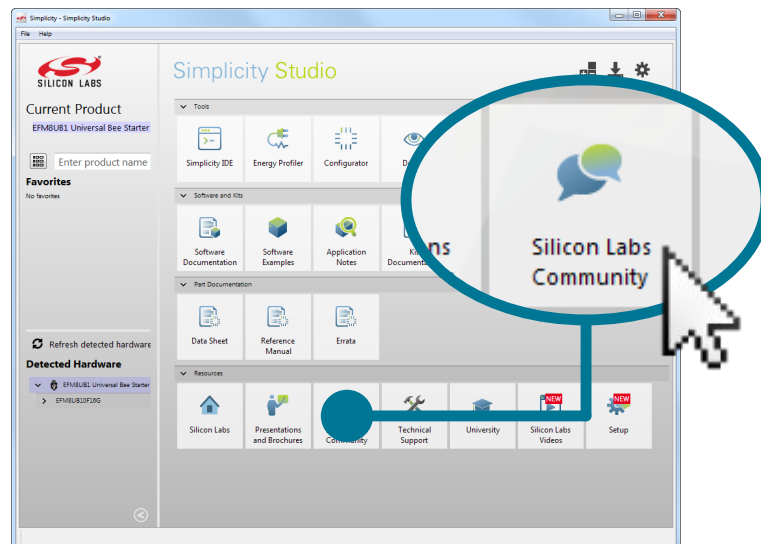 Simplicity - Simplicity Studio
File Help
SILICON LABS
Simplicity Studio
Current Product
EFM8UB1 Universal Bee Starter
Enter product name
Favorites
No favorites
Refresh detected hardware
Detected Hardware
EFM8UB1 Universal Bee Starter
EFM8UB10F16G
Tools
Simplicity IDE
Energy Profiler
Configurator
Software and Kits
Software
Documentation
Software
Examples
Application
Notes
Part Documentation
Data Sheet
Reference
Manual
Errata
Resources
Silicon Labs
Presentations
and Brochures
Community
Technical
Support
University
NEW
Silicon Labs
Videos
NEW
Setup
ns
Silicon Labs
Community